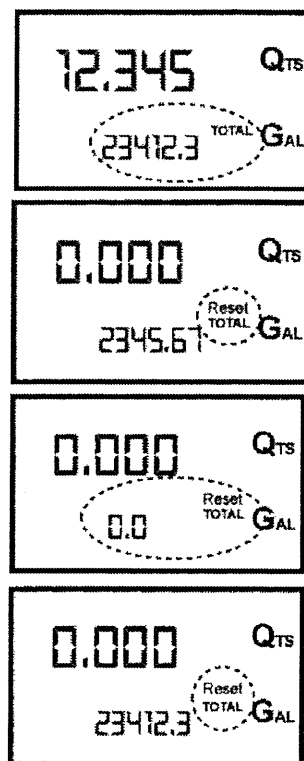 12.345 QTS
23412.3 TOTAL GAL
0.000 QTS
Reset
2345.67 TOTAL GAL
0.000 QTS
Reset
0.0 TOTAL GAL
0.000 QTS
Reset
23412.3 TOTAL GAL